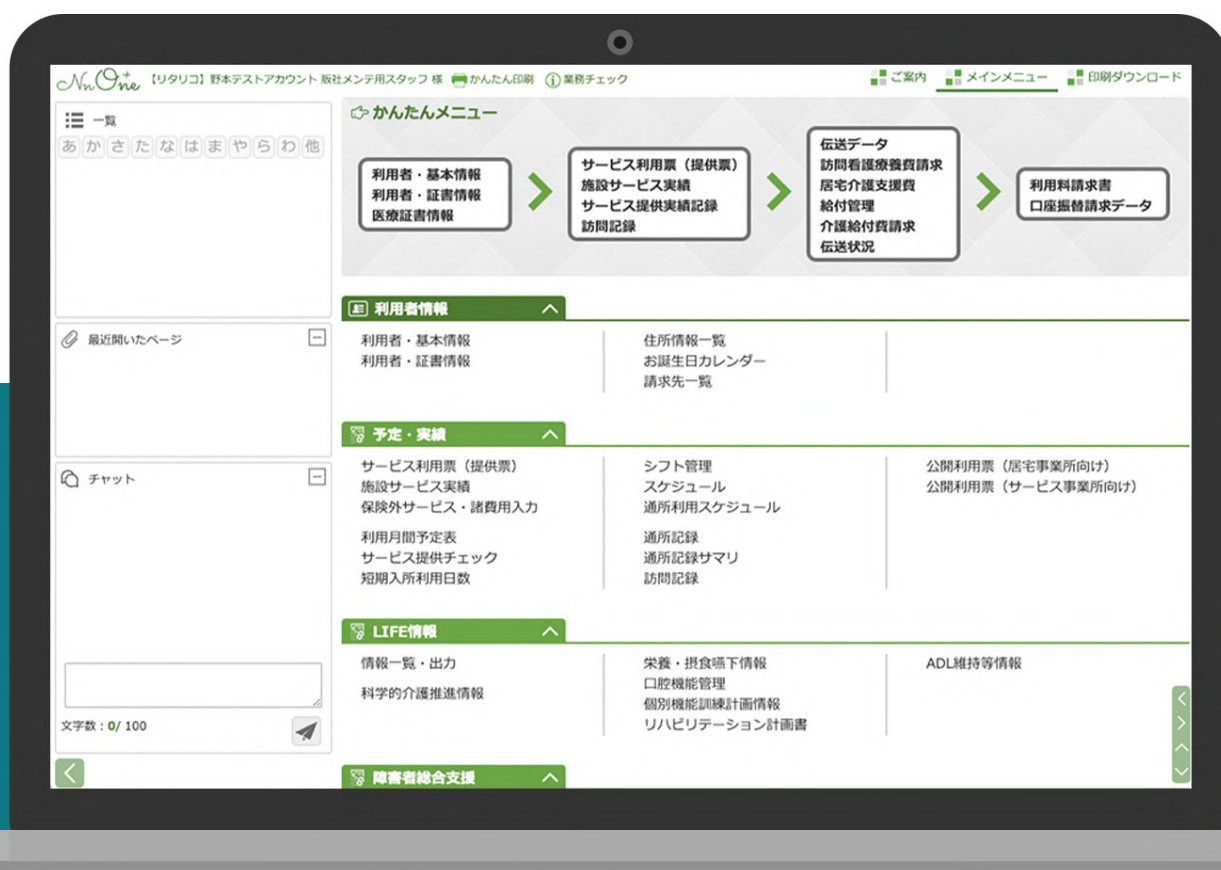 NnOne+
【リタリコ】野本テストアカウント 販社メンテ用スタッフ 様 かんたん印刷 業務チェック
ご案内 メインメニュー 印刷ダウンロード
一覧
あ か さ た な は ま や ら わ 他
最近開いたページ
チャット
文字数：0/ 100
かんたんメニュー
利用者・基本情報
利用者・証書情報
医療証書情報
サービス利用票（提供票）
施設サービス実績
サービス提供実績記録
訪問記録
伝送データ
訪問看護療養費請求
居宅介護支援費
給付管理
介護給付費請求
伝送状況
利用料請求書
口座振替請求データ
利用者情報
利用者・基本情報
利用者・証書情報
住所情報一覧
お誕生日カレンダー
請求先一覧
予定・実績
サービス利用票（提供票）
施設サービス実績
保険外サービス・諸費用入力
利用月間予定表
サービス提供チェック
短期入所利用日数
シフト管理
スケジュール
通所利用スケジュール
通所記録
通所記録サマリ
訪問記録
公開利用票（居宅事業所向け）
公開利用票（サービス事業所向け）
LIFE情報
情報一覧・出力
科学的介護推進情報
栄養・摂食嚥下情報
口腔機能管理
個別機能訓練計画情報
リハビリテーション計画書
ADL維持等情報
障害者総合支援